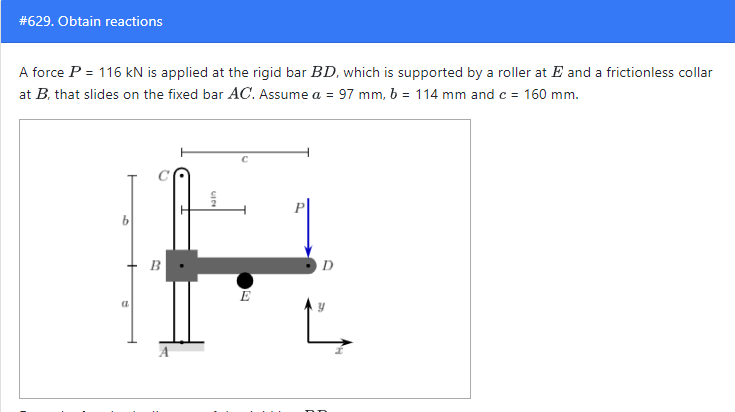 #629. Obtain reactions
A force P = 116 kN is applied at the rigid bar BD, which is supported by a roller at E and a frictionless collar
at B, that slides on the fixed bar AC. Assume a = 97 mm, b = 114 mm and c = 160 mm.
c
C
c/2
P
b
B
D
E
a
y
A
x